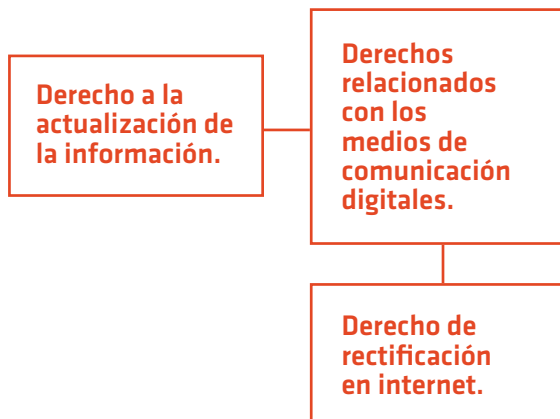 Derecho a la
actualización de
la información.
Derechos
relacionados
con los
medios de
comunicación
digitales.
Derecho de
rectificación
en internet.